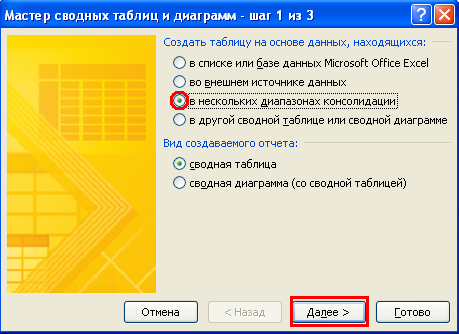 Мастер сводных таблиц и диаграмм - шаг 1 из 3
Создать таблицу на основе данных, находящихся:
в списке или базе данных Microsoft Office Excel
во внешнем источнике данных
в нескольких диапазонах консолидации
в другой сводной таблице или сводной диаграмме
Вид создаваемого отчета:
сводная таблица
сводная диаграмма (со сводной таблицей)
Отмена < Назад Далее > Готово